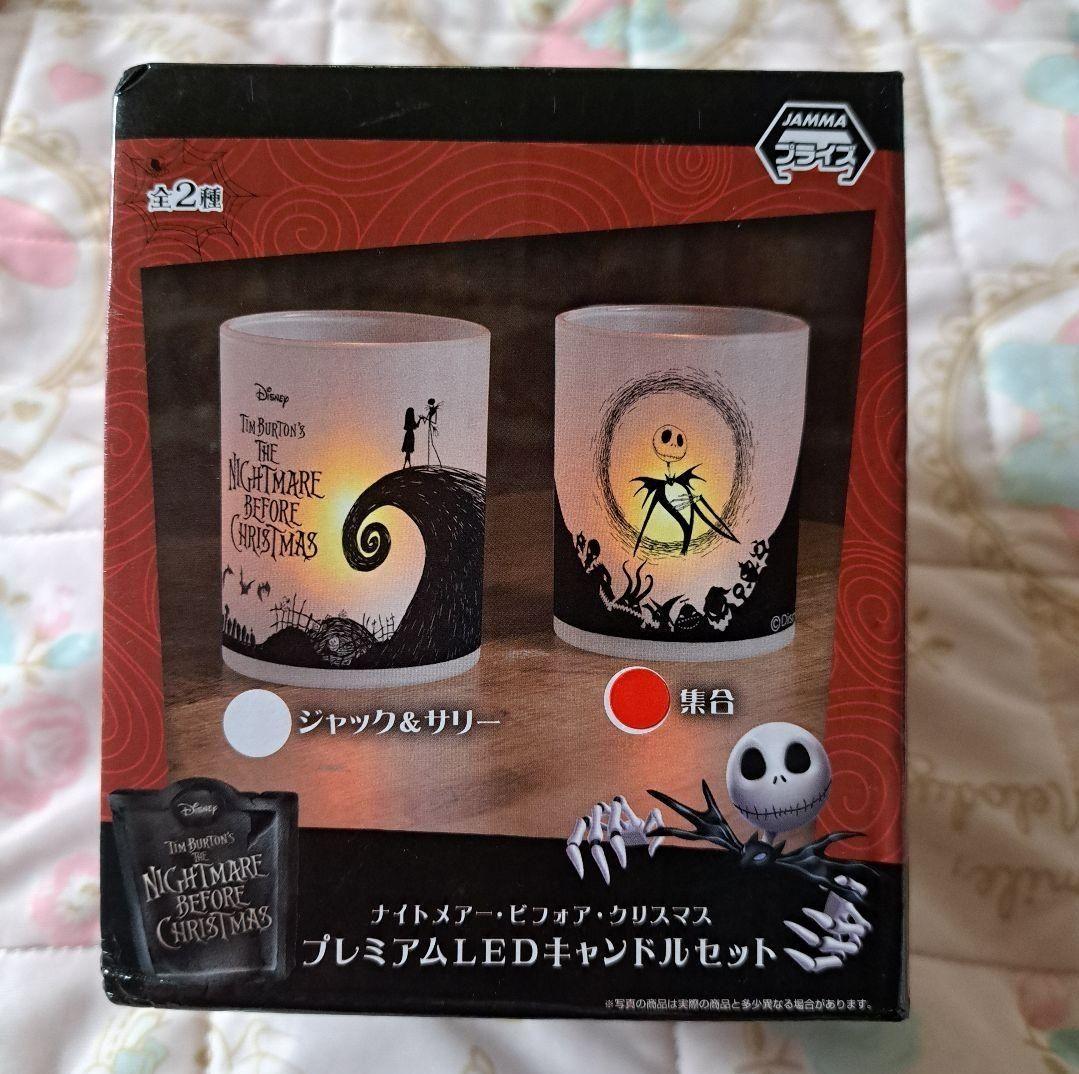 JAMMA
プライズ
全2種
Disney
TIM BURTON'S
THE
NIGHTMARE
BEFORE
CHRISTMAS
ジャック&サリー
集合
Disney
TIM BURTON'S
THE
NIGHTMARE
BEFORE
CHRISTMAS
ナイトメアー・ビフォア・クリスマス
プレミアムLEDキャンドルセット
※写真の商品は実際の商品と多少異なる場合があります。